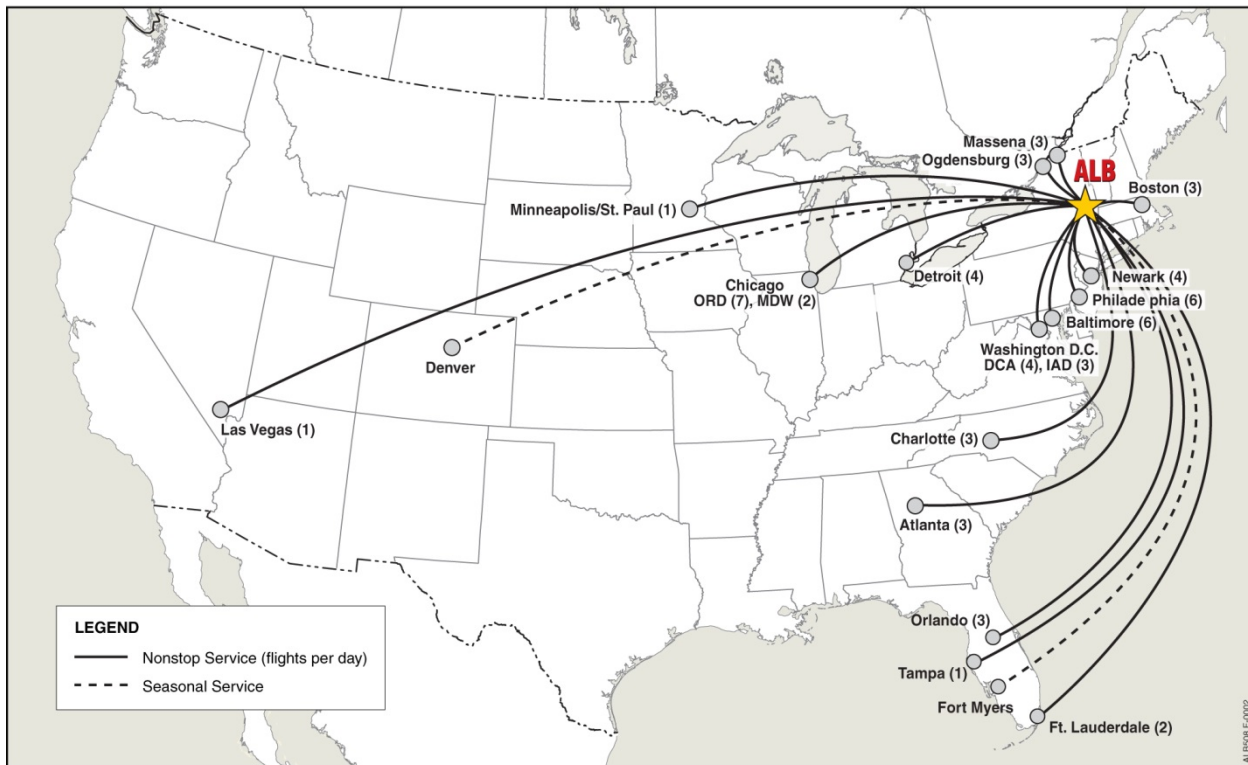 Massena (3)
Ogdensburg (3)
ALB
Boston (3)
Minneapolis/St. Paul (1)
Detroit (4)
Chicago
ORD (7), MDW (2)
Newark (4)
Philade phia (6)
Baltimore (6)
Washington D.C.
DCA (4), IAD (3)
Denver
Las Vegas (1)
Charlotte (3)
Atlanta (3)
Orlando (3)
Tampa (1)
Fort Myers
Ft. Lauderdale (2)
LEGEND
Nonstop Service (flights per day)
Seasonal Service